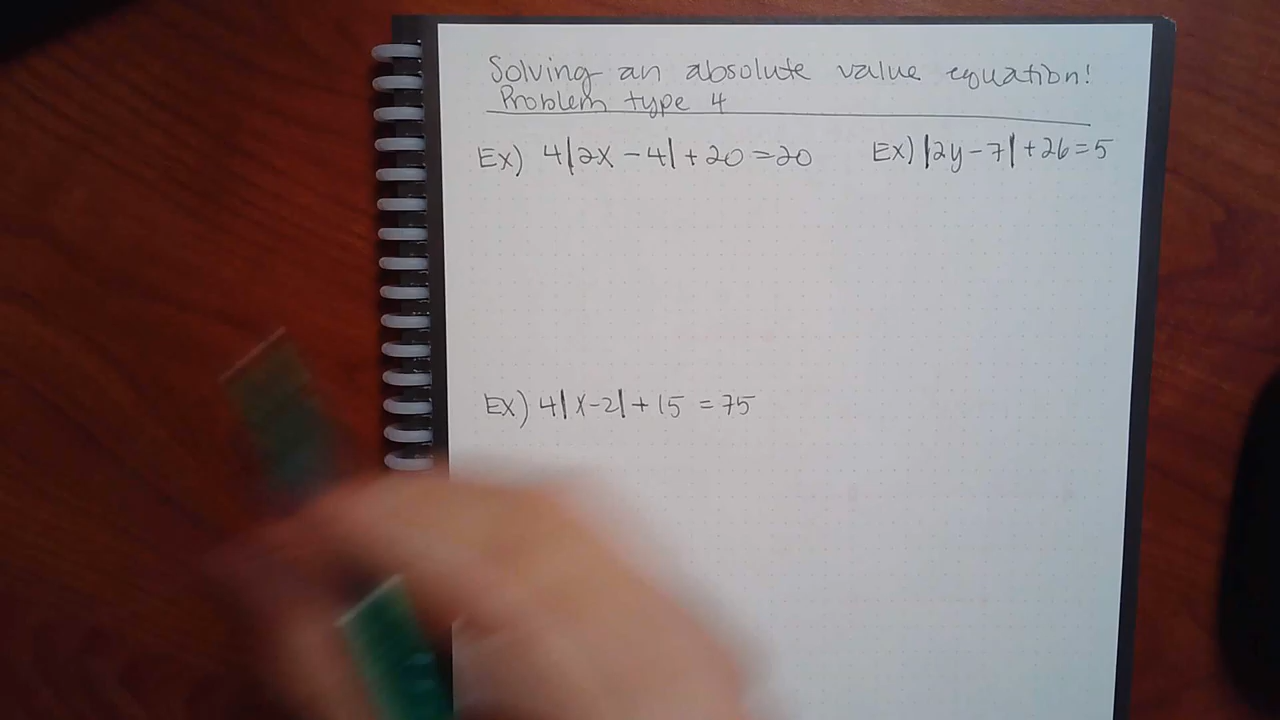 Solving an absolute value equation!
Problem type 4
Ex) 4|2x - 4| + 20 = 20
Ex) |2y - 7| + 26 = 5
Ex) 4|x - 2| + 15 = 75